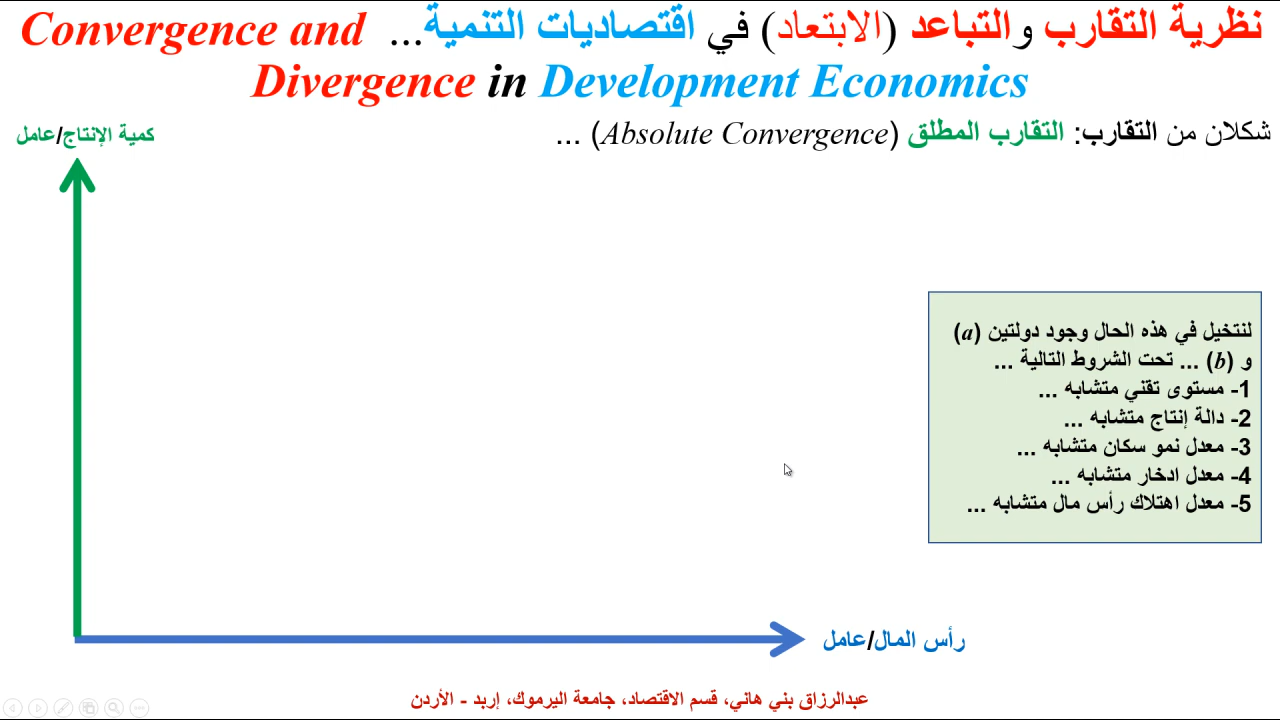 نظرية التقارب والتباعد (الابتعاد) في اقتصاديات التنمية... Convergence and
Divergence in Development Economics
شكلان من التقارب: التقارب المطلق (Absolute Convergence) ...
كمية الإنتاج/عامل
لنتخيل في هذه الحال وجود دولتين (a)
و (b) ... تحت الشروط التالية ...
1- مستوى تقني متشابه ...
2- دالة إنتاج متشابه ...
3- معدل نمو سكان متشابه ...
4- معدل ادخار متشابه ...
5- معدل اهتلاك رأس مال متشابه ...
رأس المال/عامل
عبدالرزاق بني هاني، قسم الاقتصاد، جامعة اليرموك، إربد - الأردن